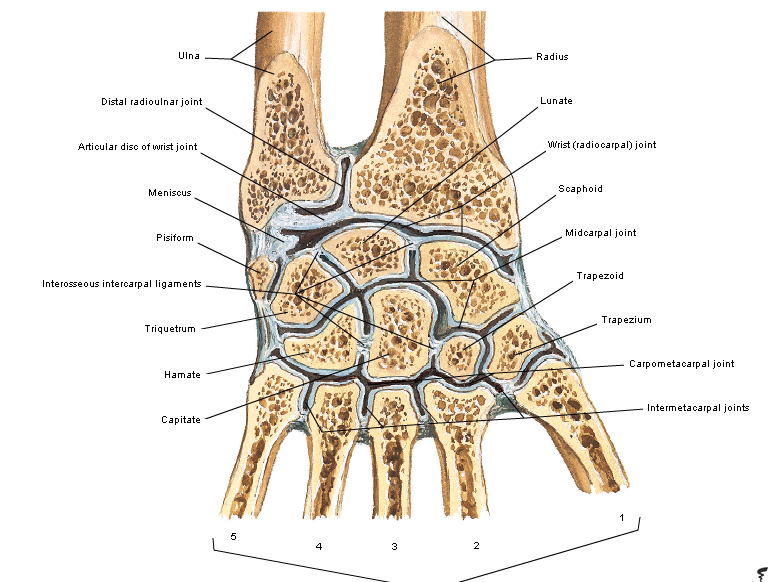 Ulna
Radius
Distal radioulnar joint
Lunate
Articular disc of wrist joint
Wrist (radiocarpal) joint
Meniscus
Scaphoid
Pisiform
Midcarpal joint
Interosseous intercarpal ligaments
Trapezoid
Triquetrum
Trapezium
Hamate
Carpometacarpal joint
Capitate
Intermetacarpal joints
5
4
3
2
1